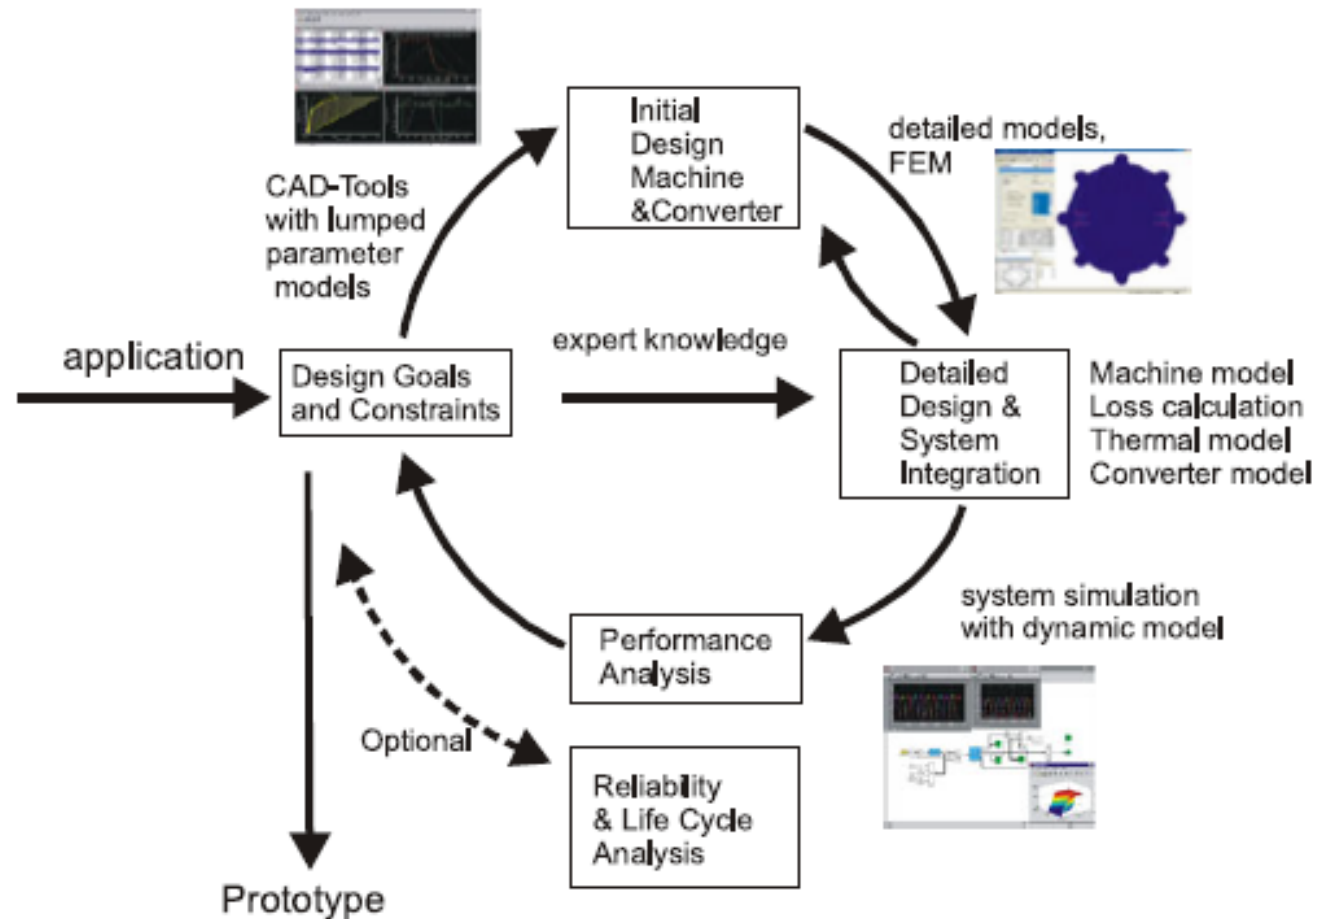 Initial
Design
Machine
&Converter
detailed models,
FEM
CAD-Tools
with lumped
parameter
models
application
Design Goals
and Constraints
expert knowledge
Detailed
Design &
System
Integration
Machine model
Loss calculation
Thermal model
Converter model
system simulation
with dynamic model
Performance
Analysis
Optional
Reliability
& Life Cycle
Analysis
Prototype